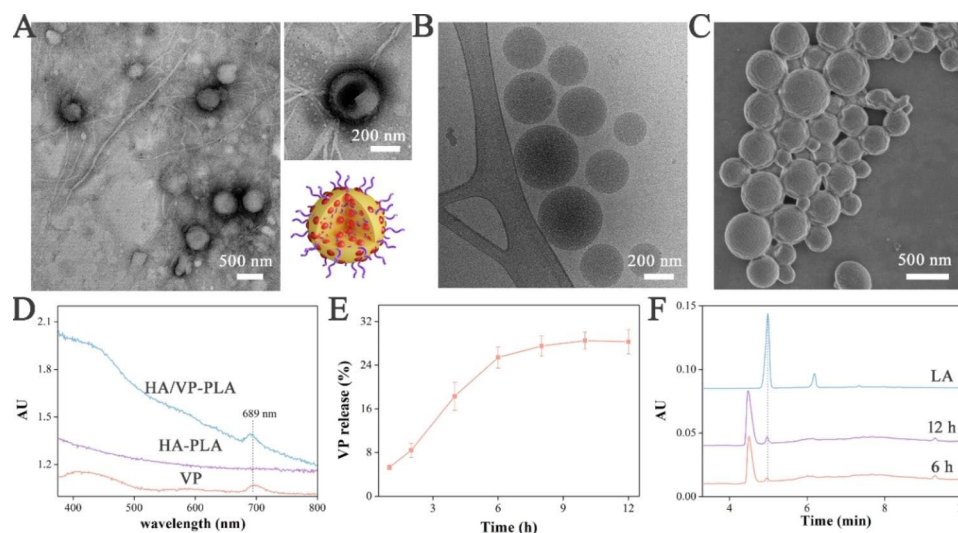 A
500 nm
200 nm
B
200 nm
C
500 nm
D
2.1
1.8
1.5
1.2
AU
HA/VP-PLA
689 nm
HA-PLA
VP
400
500
600
700
800
wavelength (nm)
E
32
24
16
8
0
VP release (%)
3
6
9
12
Time (h)
F
0.15
0.10
0.05
0.00
AU
LA
12 h
6 h
4
6
8
Time (min)